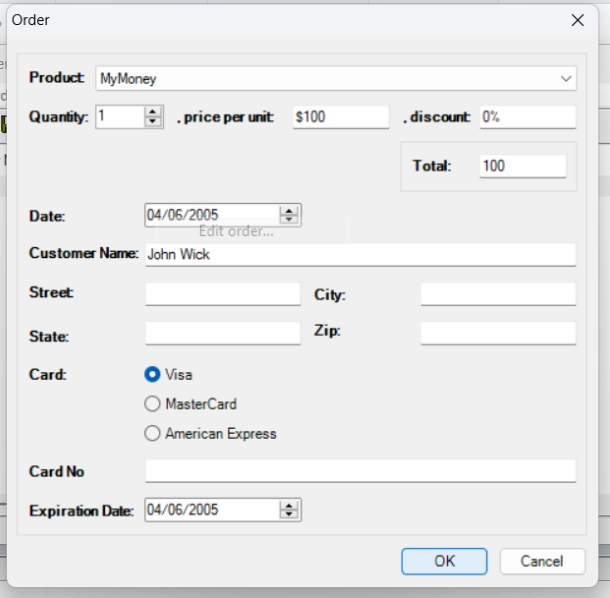 Order
Product: MyMoney
Quantity: 1 , price per unit: $100 , discount: 0%
Total: 100
Date: 04/06/2005
Edit order...
Customer Name: John Wick
Street: City:
State: Zip:
Card: Visa
MasterCard
American Express
Card No
Expiration Date: 04/06/2005
OK Cancel